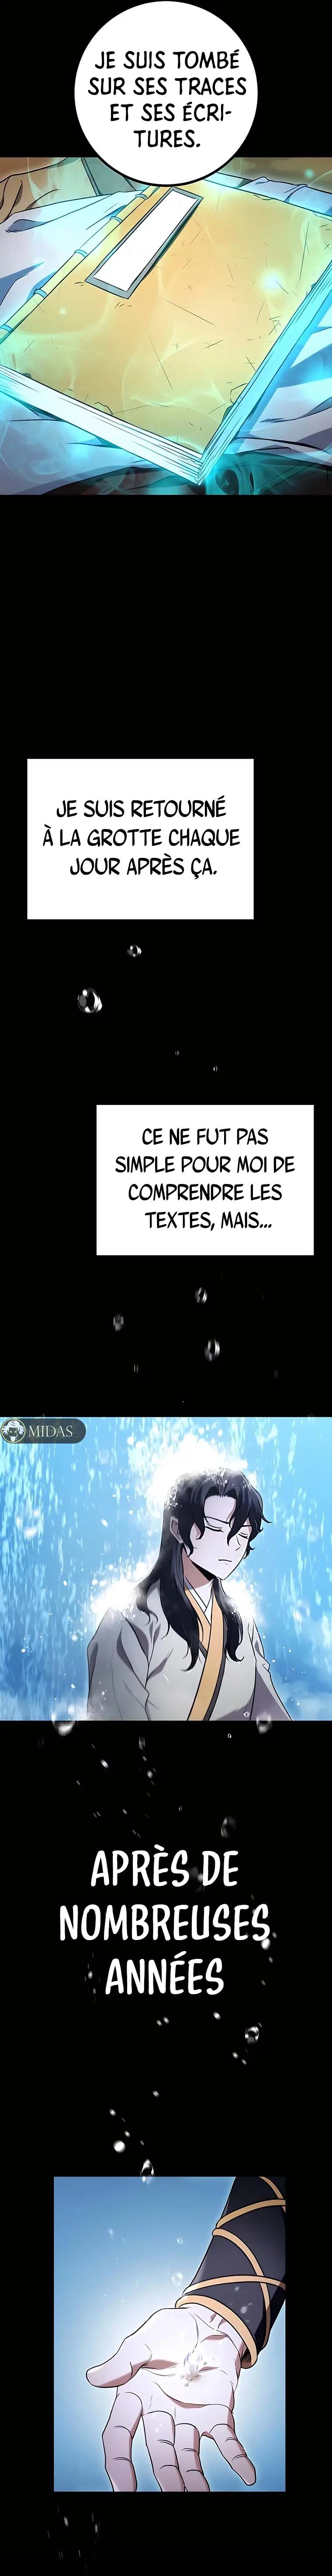 JE SUIS TOMBÉ
SUR SES TRACES
ET SES ÉCRI-
TURES.
JE SUIS RETOURNÉ
À LA GROTTE CHAQUE
JOUR APRÈS ÇA.
CE NE FUT PAS
SIMPLE POUR MOI DE
COMPRENDRE LES
TEXTES, MAIS...
MIDAS
APRÈS DE
NOMBREUSES
ANNÉES